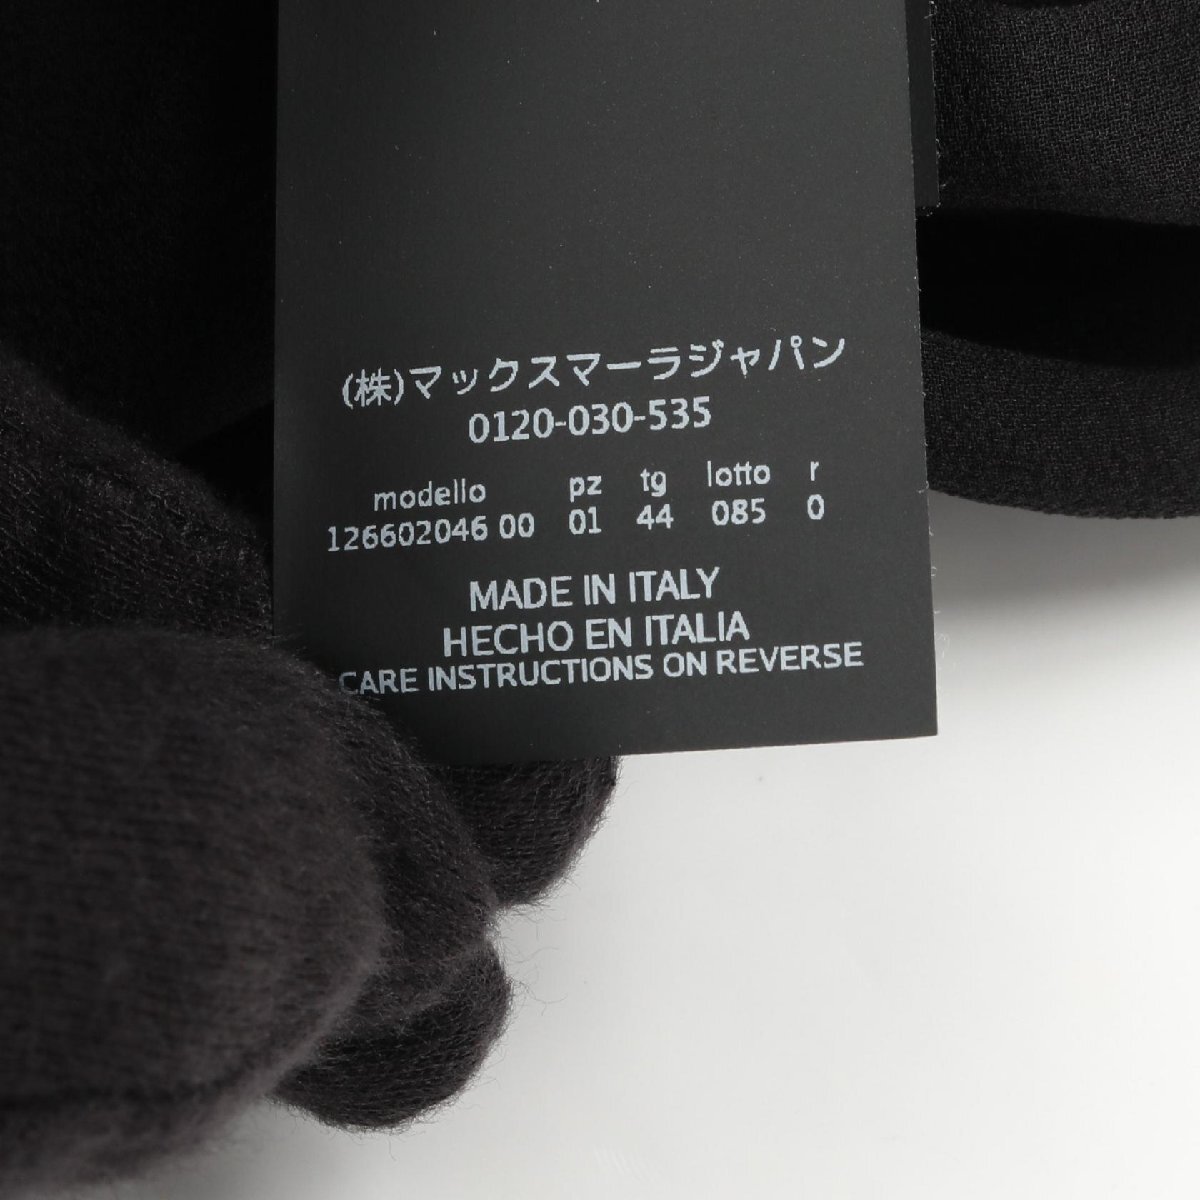 (株)マックスマーラジャパン
0120-030-535
modello pz tg lotto r
126602046 00 01 44 085 0
MADE IN ITALY
HECHO EN ITALIA
CARE INSTRUCTIONS ON REVERSE